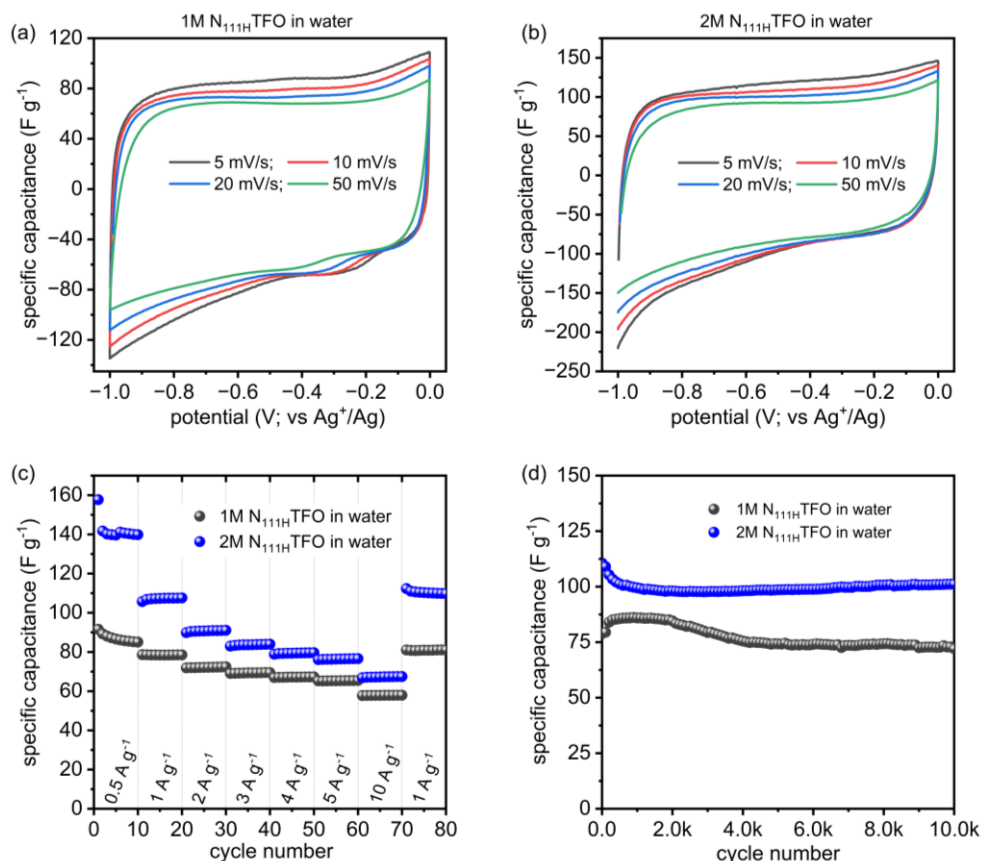 (a)
1M N₁₁₁HTFO in water
120
80
40
0
−40
−80
−120
specific capacitance (F g⁻¹)
5 mV/s; 10 mV/s
20 mV/s; 50 mV/s
−1.0 −0.8 −0.6 −0.4 −0.2 0.0
potential (V; vs Ag⁺/Ag)
(b)
2M N₁₁₁HTFO in water
150
100
50
0
−50
−100
−150
−200
−250
specific capacitance (F g⁻¹)
5 mV/s; 10 mV/s
20 mV/s; 50 mV/s
−1.0 −0.8 −0.6 −0.4 −0.2 0.0
potential (V; vs Ag⁺/Ag)
(c)
160
140
120
100
80
60
40
20
0
specific capacitance (F g⁻¹)
1M N₁₁₁HTFO in water
2M N₁₁₁HTFO in water
0.5 A g⁻¹
1 A g⁻¹
2 A g⁻¹
3 A g⁻¹
4 A g⁻¹
5 A g⁻¹
10 A g⁻¹
1 A g⁻¹
0 10 20 30 40 50 60 70 80
cycle number
(d)
150
125
100
75
50
25
0
specific capacitance (F g⁻¹)
1M N₁₁₁HTFO in water
2M N₁₁₁HTFO in water
0.0 2.0k 4.0k 6.0k 8.0k 10.0k
cycle number